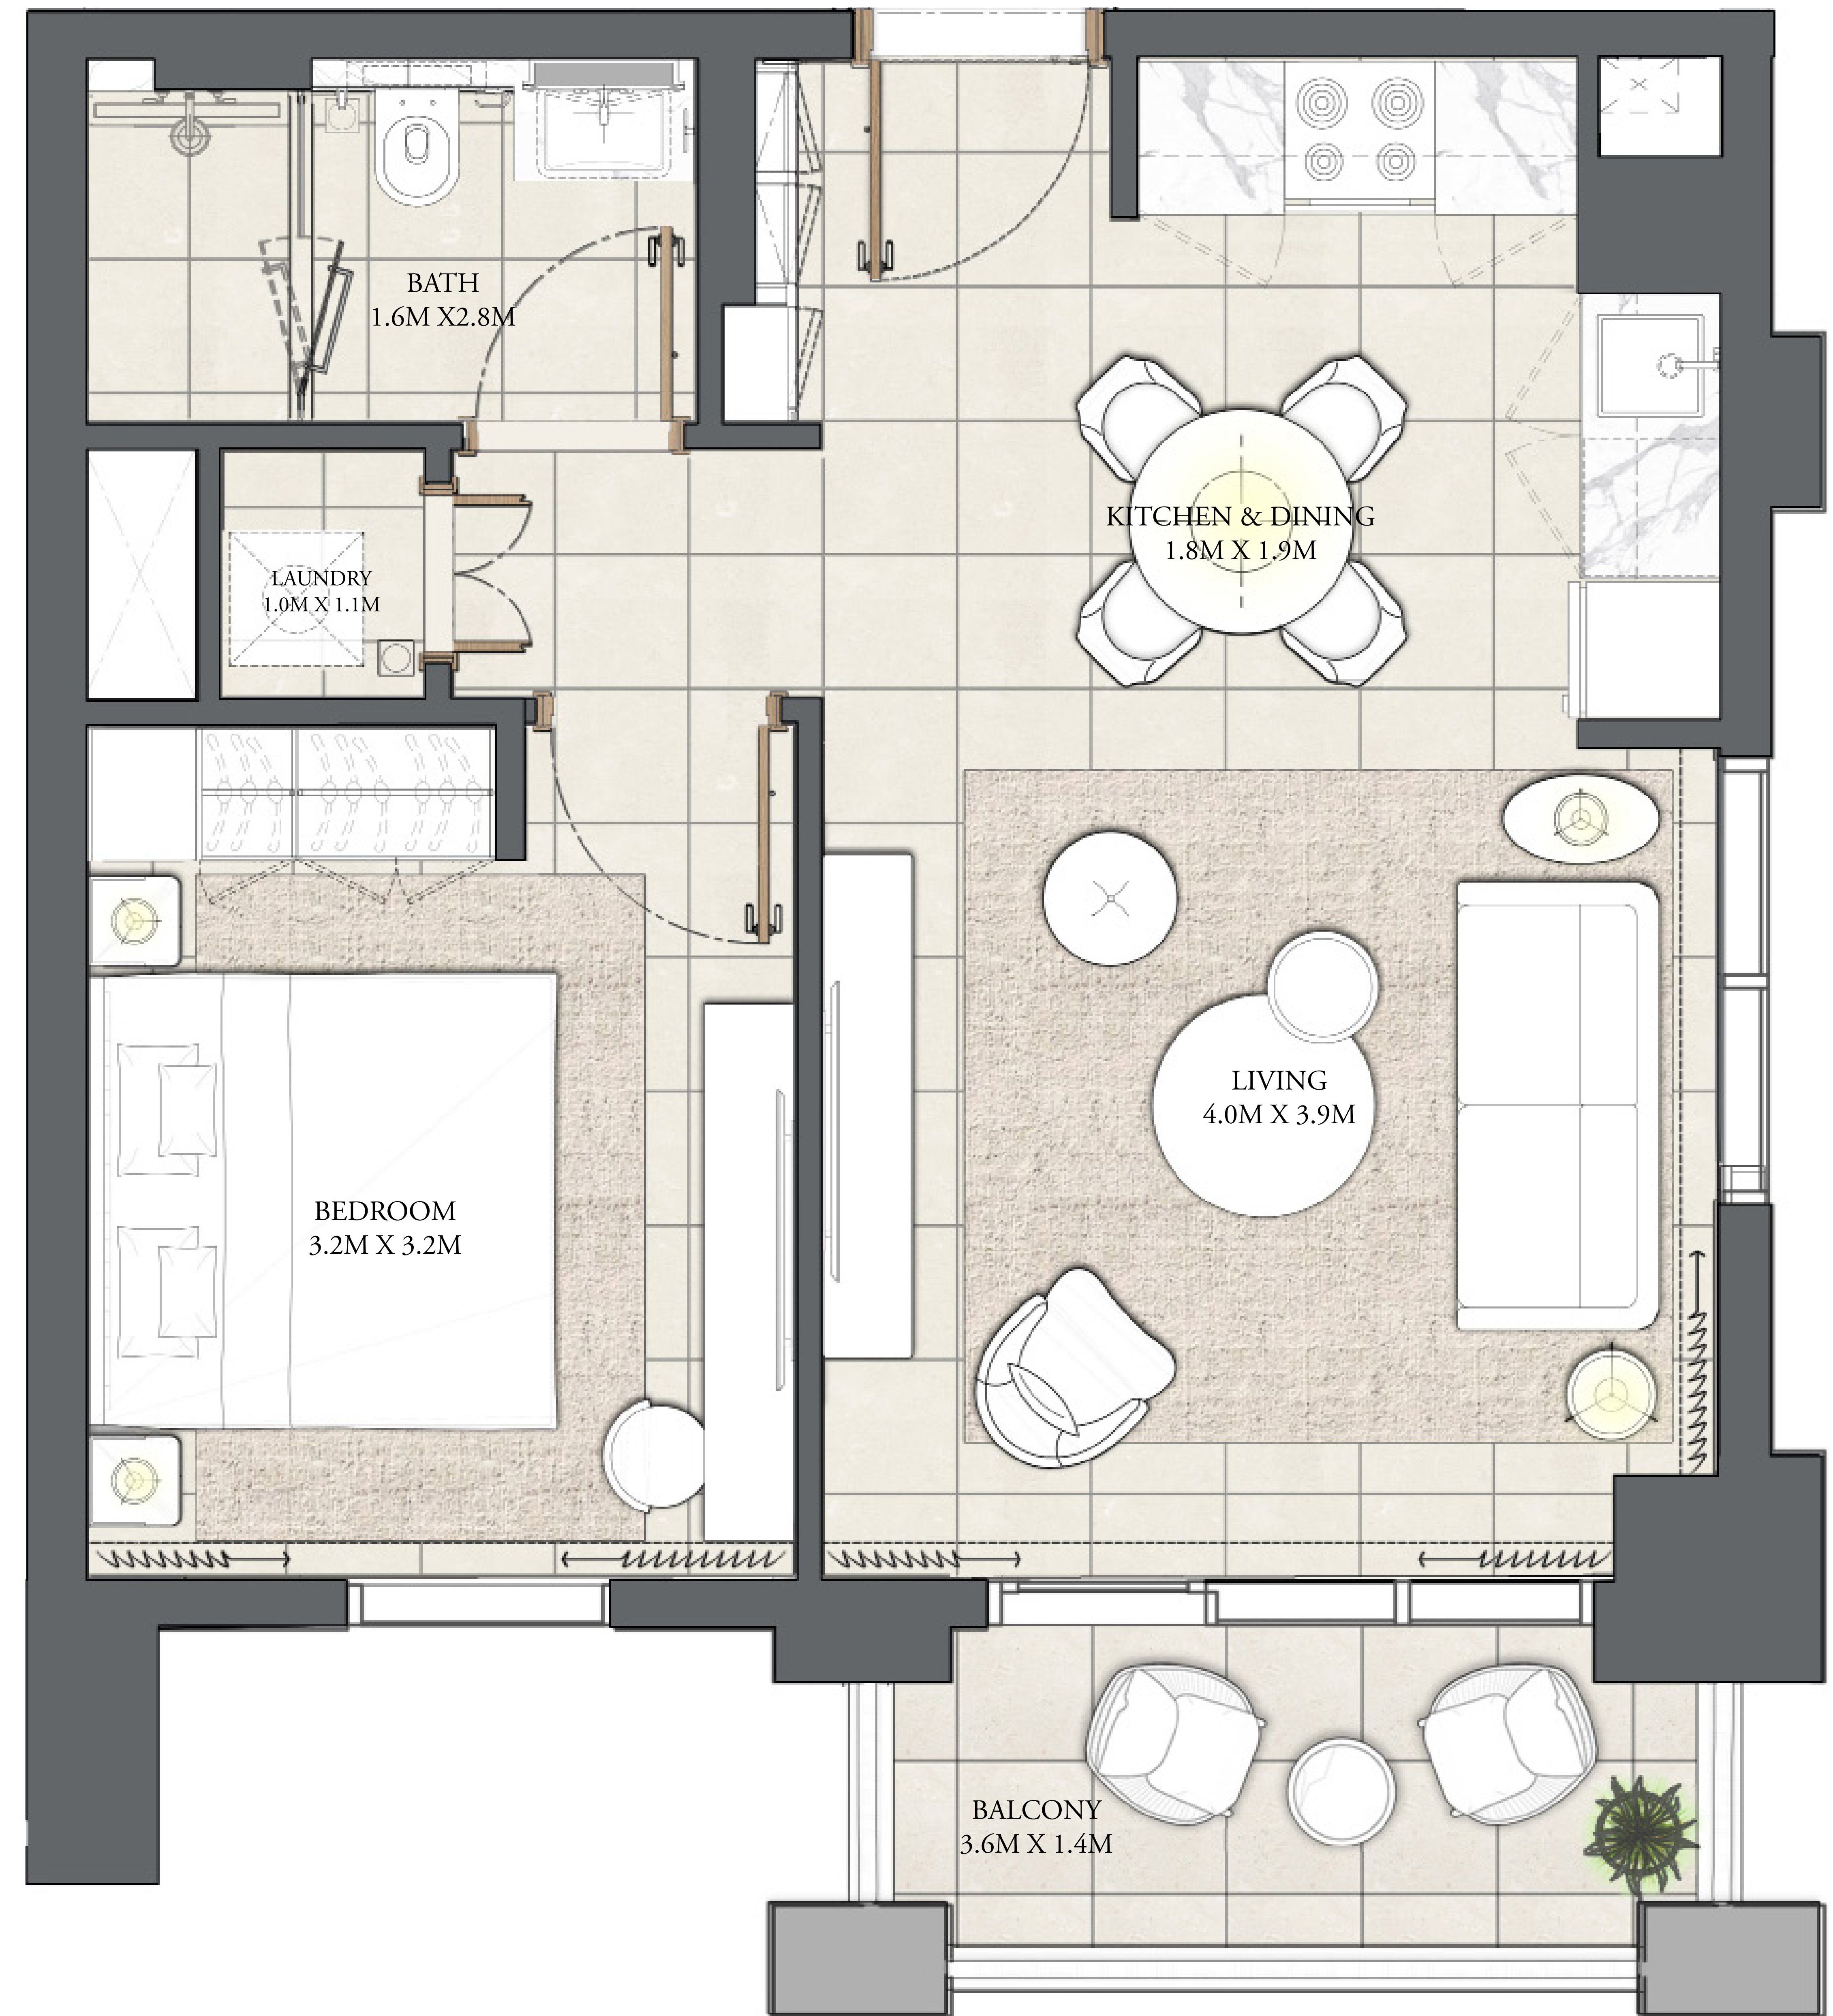 BATH
1.6M X2.8M
KITCHEN & DINING
1.8M X 1.9M
LAUNDRY
1.0M X 1.1M
LIVING
4.0M X 3.9M
BEDROOM
3.2M X 3.2M
BALCONY
3.6M X 1.4M